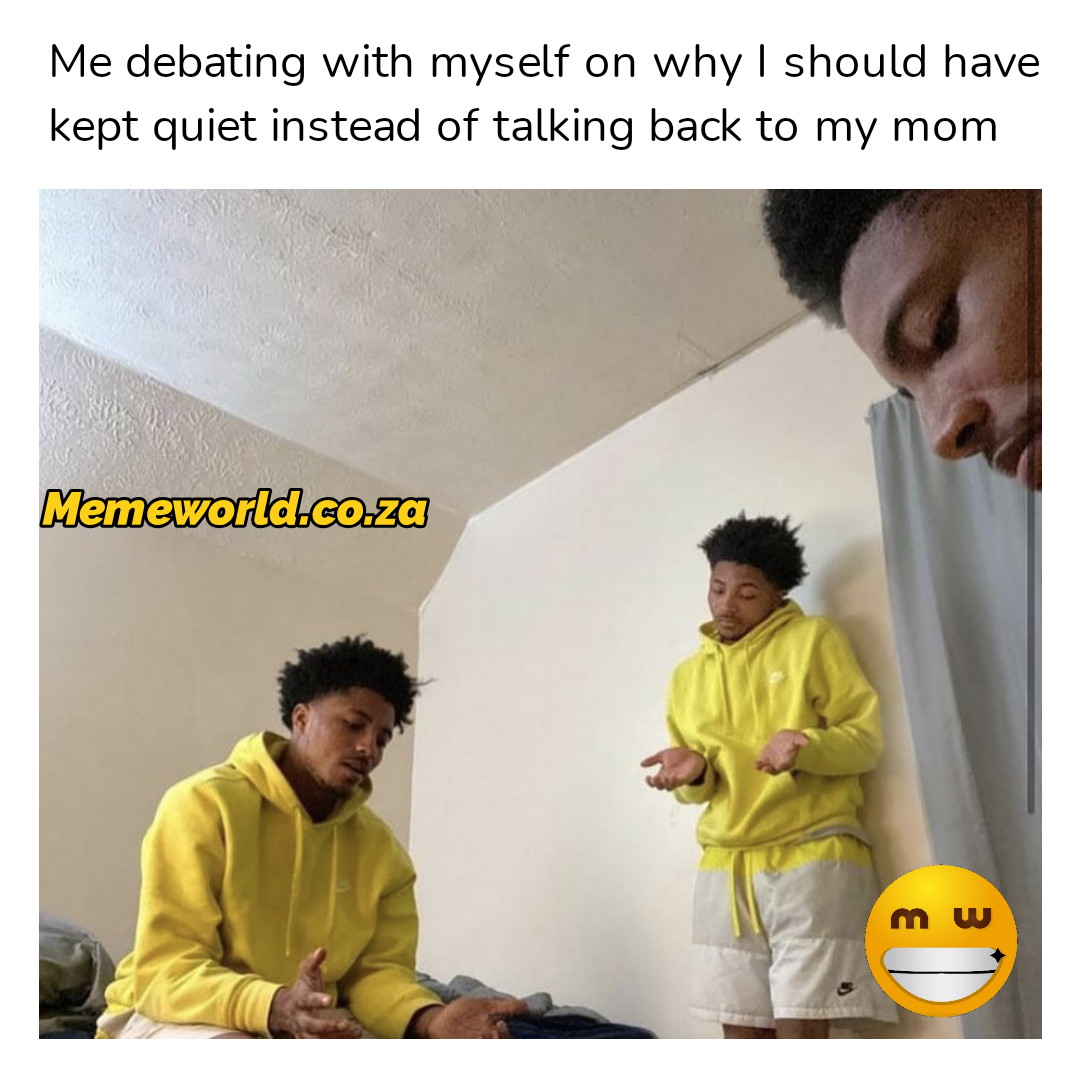 Me debating with myself on why I should have
kept quiet instead of talking back to my mom
Memeworld.co.za
m w